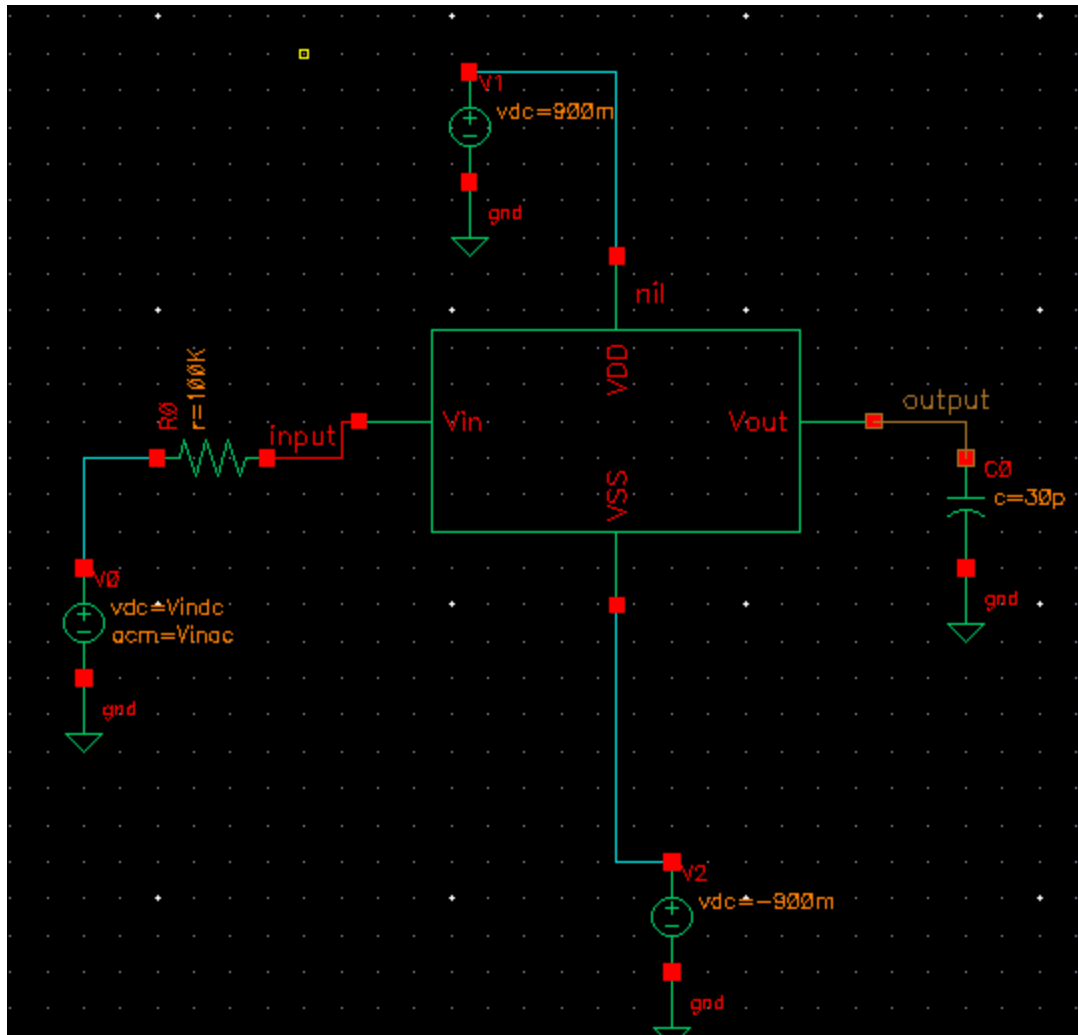 V1
vdc=900m
gnd
nil
VDD
R0
r=100K
input
Vin
Vout
output
VSS
C0
c=30p
V0
vdc=Vindc
acm=Vinac
gnd
gnd
V2
vdc=-900m
gnd